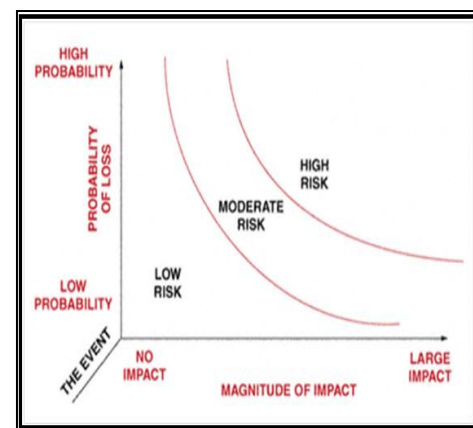 HIGH
PROBABILITY
PROBABILITY
OF LOSS
HIGH
RISK
MODERATE
RISK
LOW
RISK
LOW
PROBABILITY
THE EVENT
NO
IMPACT
LARGE
IMPACT
MAGNITUDE OF IMPACT